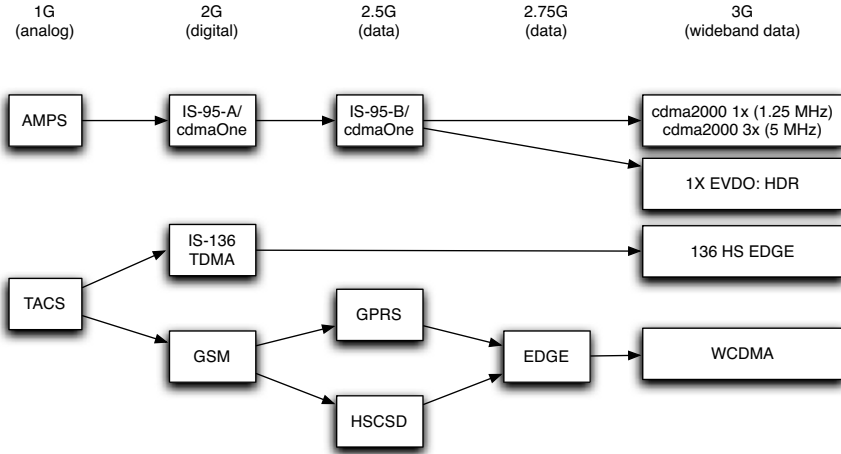 1G
(analog)
2G
(digital)
2.5G
(data)
2.75G
(data)
3G
(wideband data)
AMPS
IS-95-A/
cdmaOne
IS-95-B/
cdmaOne
cdma2000 1x (1.25 MHz)
cdma2000 3x (5 MHz)
1X EVDO: HDR
IS-136
TDMA
136 HS EDGE
TACS
GPRS
GSM
EDGE
WCDMA
HSCSD